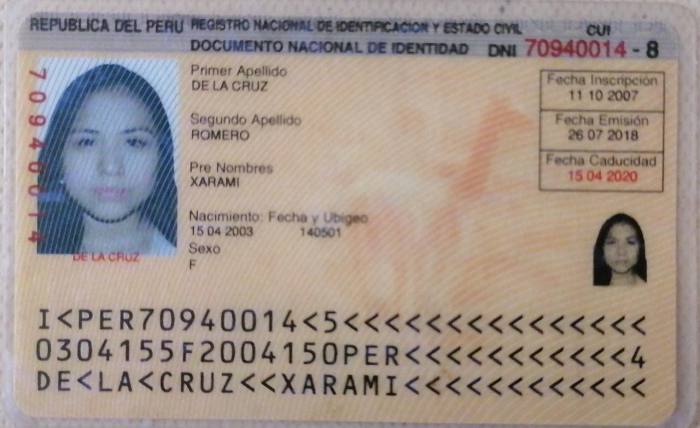 REPUBLICA DEL PERU REGISTRO NACIONAL DE IDENTIFICACION Y ESTADO CIVIL CUI
DOCUMENTO NACIONAL DE IDENTIDAD DNI 70940014 - 8
70940014
Primer Apellido
DE LA CRUZ
Segundo Apellido
ROMERO
Pre Nombres
XARAMI
Nacimiento: Fecha y Ubigeo
15 04 2003 140501
Sexo
F
DE LA CRUZ
Fecha Inscripción
11 10 2007
Fecha Emisión
26 07 2018
Fecha Caducidad
15 04 2020
I<PER70940014<5<<<<<<<<<<<<<<<
0304155F2004150PER<<<<<<<<<<<4
DE<LA<CRUZ<<XARAMI<<<<<<<<<<<<